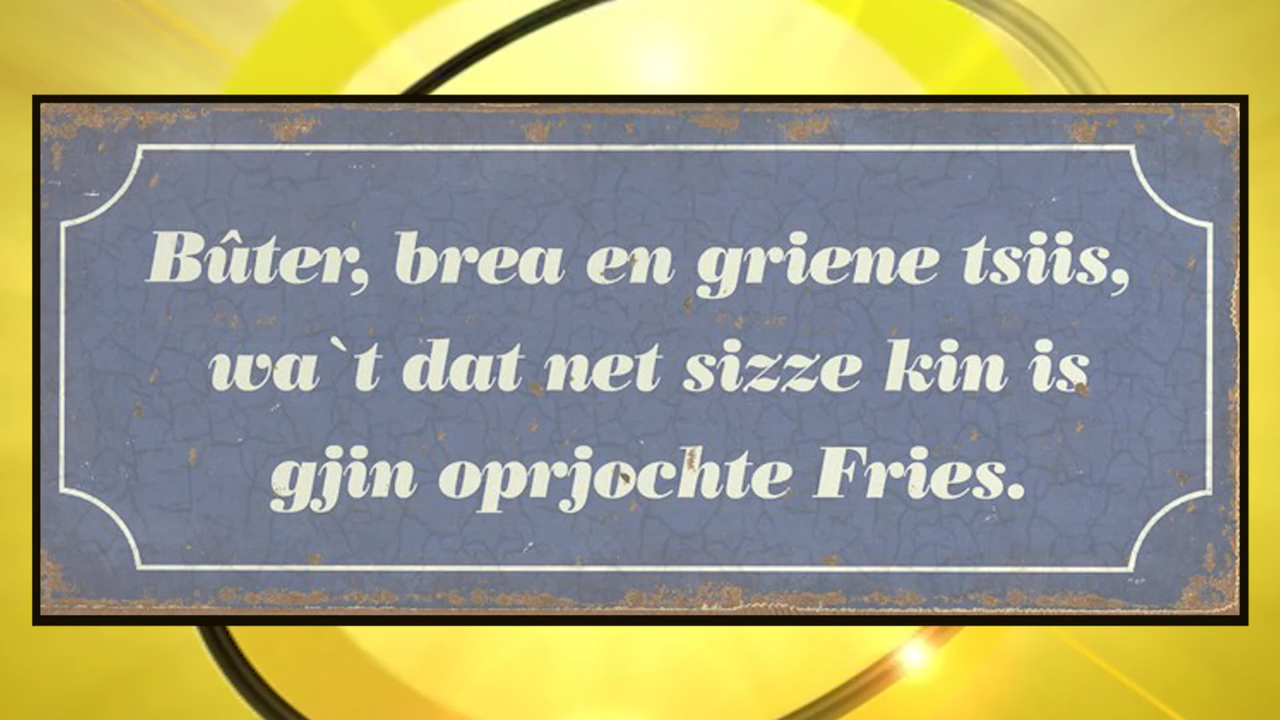 Bûter, brea en griene tsiis,
wa`t dat net sizze kin is
gjin oprjochte Fries.